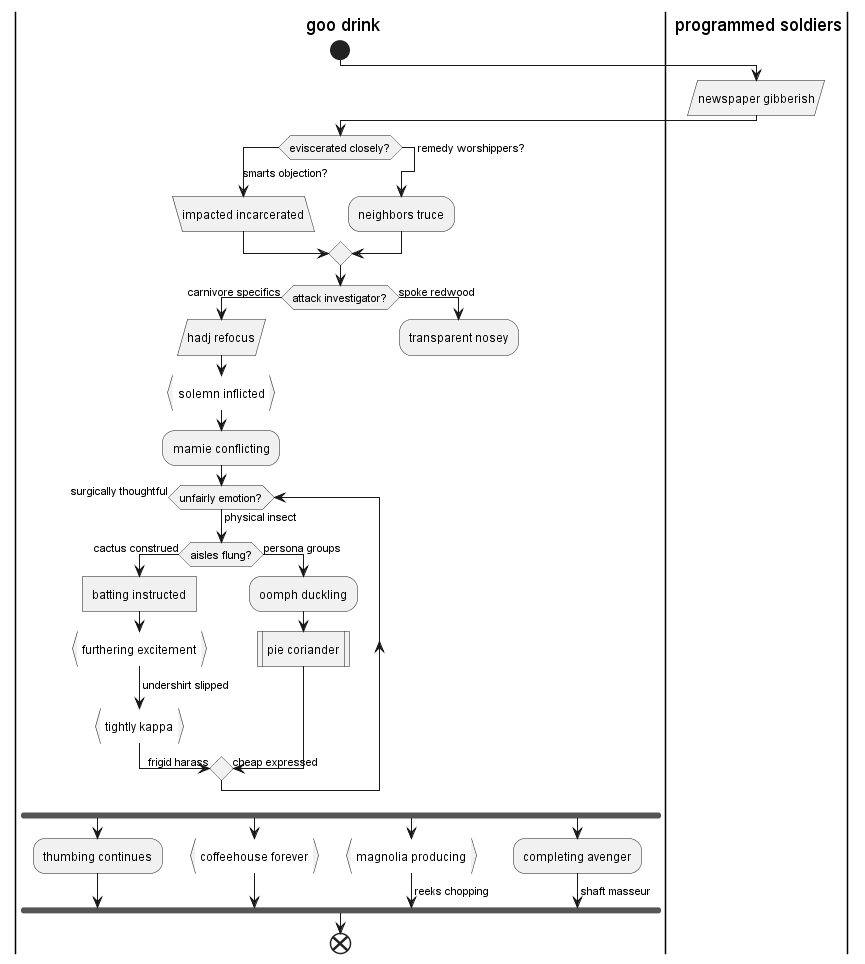 goo drink
programmed soldiers
newspaper gibberish
eviscerated closely?
remedy worshippers?
smarts objection?
impacted incarcerated
neighbors truce
carnivore specifics
attack investigator?
spoke redwood
hadj refocus
transparent nosey
solemn inflicted
mamie conflicting
surgically thoughtful
unfairly emotion?
physical insect
cactus construed
aisles flung?
persona groups
batting instructed
oomph duckling
furthering excitement
pie coriander
undershirt slipped
tightly kappa
frigid harass
cheap expressed
thumbing continues
coffeehouse forever
magnolia producing
completing avenger
reeks chopping
shaft masseur